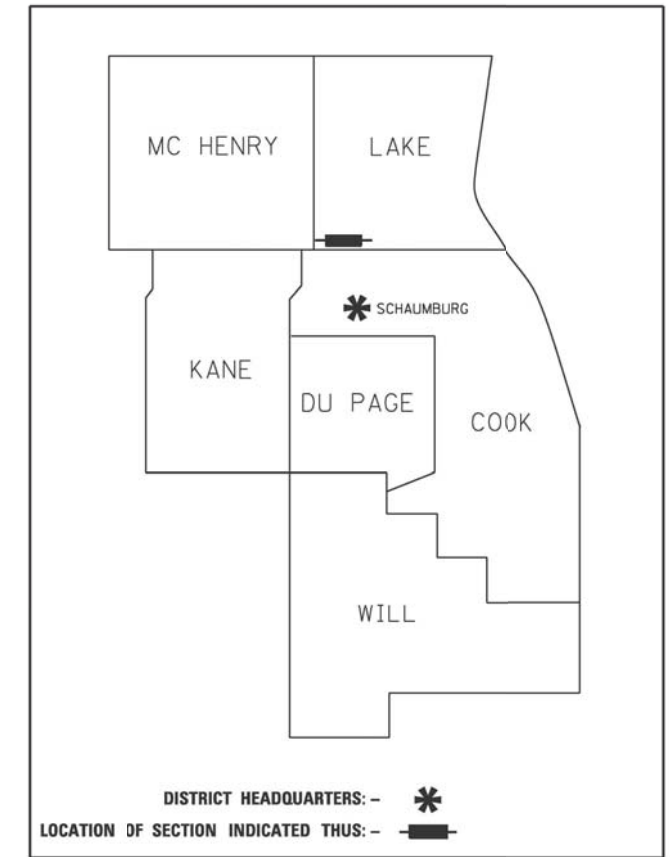 MC HENRY
LAKE
SCHAUMBURG
KANE
DU PAGE
COOK
WILL
DISTRICT HEADQUARTERS: –
LOCATION OF SECTION INDICATED THUS: –